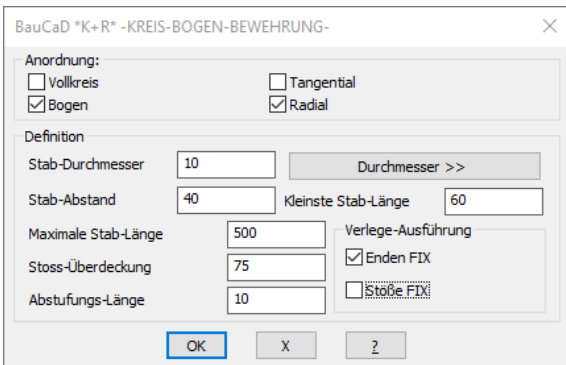 BauCaD *K+R* -KREIS-BOGEN-BEWEHRUNG-
Anordnung:
Vollkreis Tangential
Bogen Radial
Definition
Stab-Durchmesser 10 Durchmesser >>
Stab-Abstand 40 Kleinste Stab-Länge 60
Maximale Stab-Länge 500 Verlege-Ausführung
Stoss-Überdeckung 75 Enden FIX
Abstufungs-Länge 10 Stöße FIX
OK X ?